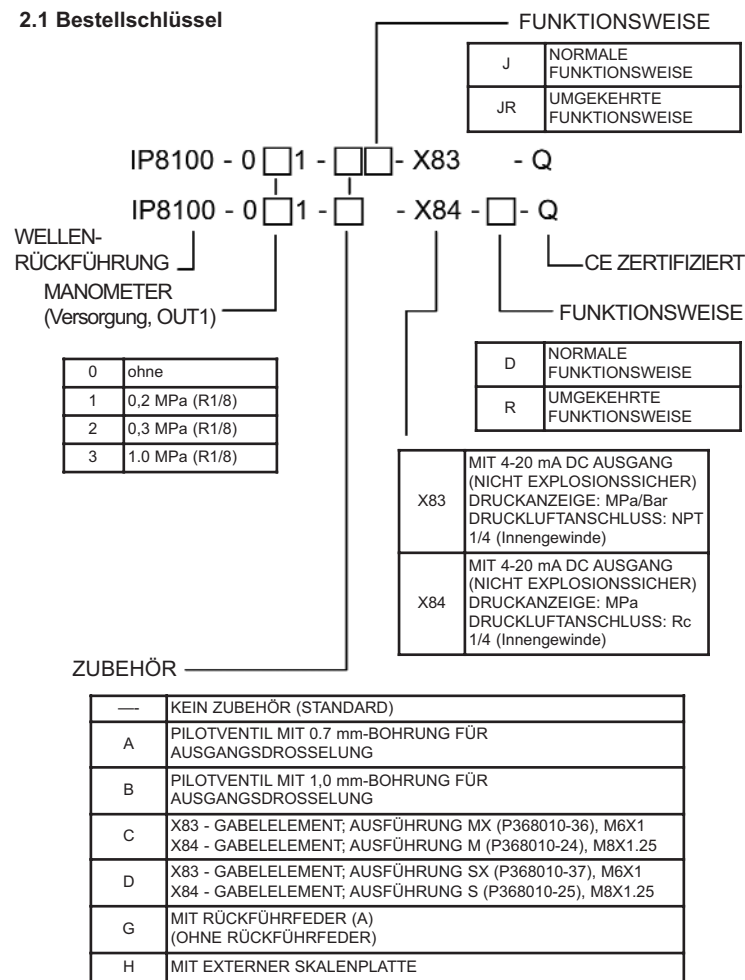 2.1 Bestellschlüssel
FUNKTIONSWEISE
J NORMALE
FUNKTIONSWEISE
JR UMGEKEHRTE
FUNKTIONSWEISE
IP8100 - 0□1 - □□- X83 - Q
IP8100 - 0□1 - □ - X84 - □- Q
WELLEN-
RÜCKFÜHRUNG
CE ZERTIFIZIERT
MANOMETER
(Versorgung, OUT1)
FUNKTIONSWEISE
0 ohne
1 0,2 MPa (R1/8)
2 0,3 MPa (R1/8)
3 1.0 MPa (R1/8)
D NORMALE
FUNKTIONSWEISE
R UMGEKEHRTE
FUNKTIONSWEISE
X83 MIT 4-20 mA DC AUSGANG
(NICHT EXPLOSIONSSICHER)
DRUCKANZEIGE: MPa/Bar
DRUCKLUFTANSCHLUSS: NPT
1/4 (Innengewinde)
X84 MIT 4-20 mA DC AUSGANG
(NICHT EXPLOSIONSSICHER)
DRUCKANZEIGE: MPa
DRUCKLUFTANSCHLUSS: Rc
1/4 (Innengewinde)
ZUBEHÖR
—- KEIN ZUBEHÖR (STANDARD)
A PILOTVENTIL MIT 0.7 mm-BOHRUNG FÜR
AUSGANGSDROSSELUNG
B PILOTVENTIL MIT 1,0 mm-BOHRUNG FÜR
AUSGANGSDROSSELUNG
C X83 - GABELELEMENT; AUSFÜHRUNG MX (P368010-36), M6X1
X84 - GABELELEMENT; AUSFÜHRUNG M (P368010-24), M8X1.25
D X83 - GABELELEMENT; AUSFÜHRUNG SX (P368010-37), M6X1
X84 - GABELELEMENT; AUSFÜHRUNG S (P368010-25), M8X1.25
G MIT RÜCKFÜHRFEDER (A)
(OHNE RÜCKFÜHRFEDER)
H MIT EXTERNER SKALENPLATTE